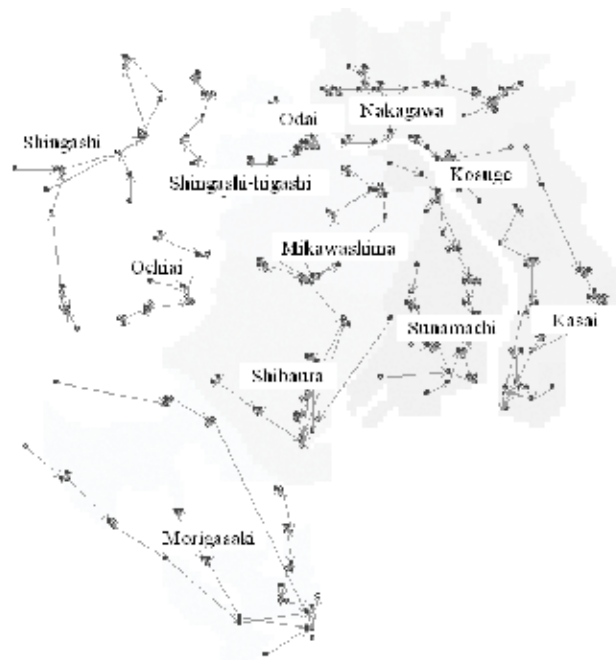 Nakagawa
Odai
Shingashi
Kosuge
Shingashi-higashi
Mikawashima
Ochiai
Sunamachi
Kasai
Shibaura
Morigasaki